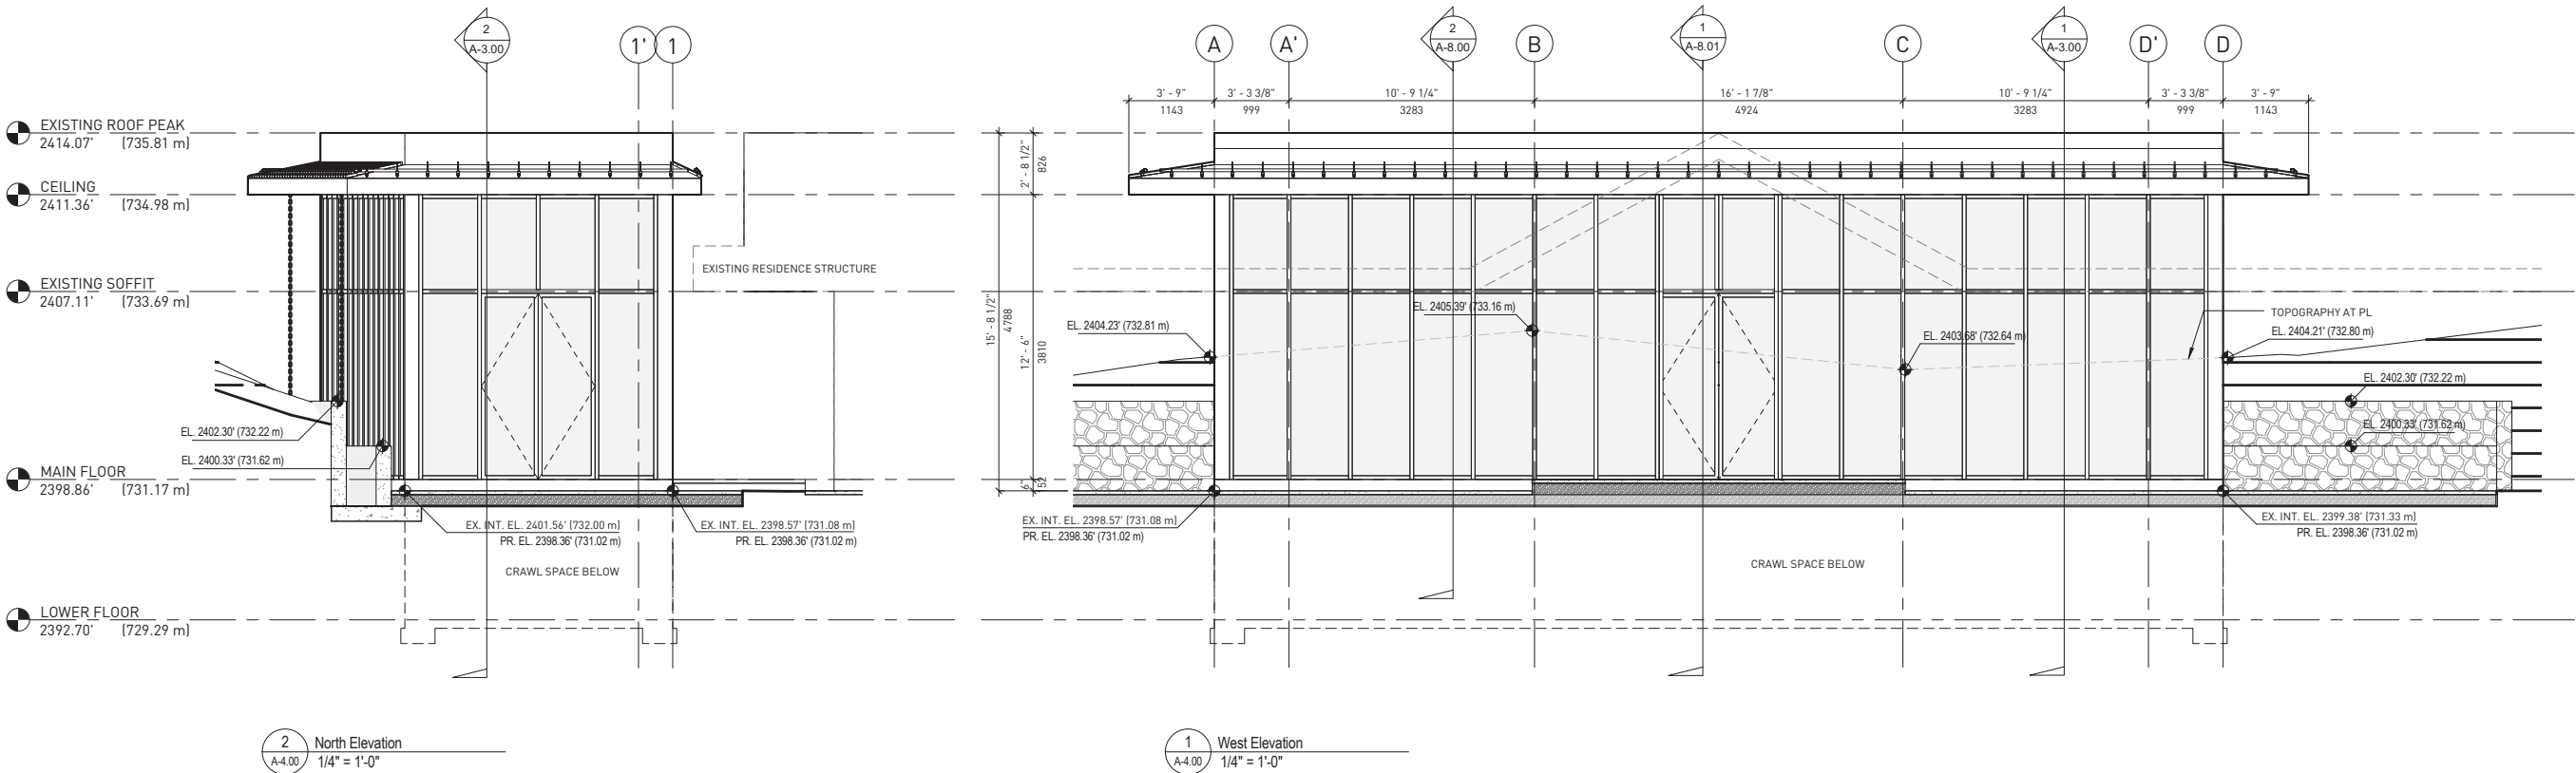 2
A-3.00
1'
1
A
A'
2
A-8.00
B
1
A-8.01
C
1
A-3.00
D'
D
3' - 9"
1143
3' - 3 3/8"
999
10' - 9 1/4"
3283
16' - 1 7/8"
4924
10' - 9 1/4"
3283
3' - 3 3/8"
999
3' - 9"
1143
EXISTING ROOF PEAK
2414.07' (735.81 m)
CEILING
2411.36' (734.98 m)
EXISTING SOFFIT
2407.11' (733.69 m)
MAIN FLOOR
2398.86' (731.17 m)
LOWER FLOOR
2392.70' (729.29 m)
EXISTING RESIDENCE STRUCTURE
15' - 8 1/2"
4788
2' - 8 1/2"
826
12' - 6"
3810
6"
52
EL. 2402.30' (732.22 m)
EL. 2400.33' (731.62 m)
EX. INT. EL. 2401.56' (732.00 m)
PR. EL. 2398.36' (731.02 m)
EX. INT. EL. 2398.57' (731.08 m)
PR. EL. 2398.36' (731.02 m)
CRAWL SPACE BELOW
EL. 2404.23' (732.81 m)
EL. 2405.39' (733.16 m)
EL. 2403.68' (732.64 m)
TOPOGRAPHY AT PL
EL. 2404.21' (732.80 m)
EL. 2402.30' (732.22 m)
EL. 2400.33' (731.62 m)
EX. INT. EL. 2398.57' (731.08 m)
PR. EL. 2398.36' (731.02 m)
EX. INT. EL. 2399.38' (731.33 m)
PR. EL. 2398.36' (731.02 m)
CRAWL SPACE BELOW
2
A-4.00
North Elevation
1/4" = 1'-0"
1
A-4.00
West Elevation
1/4" = 1'-0"